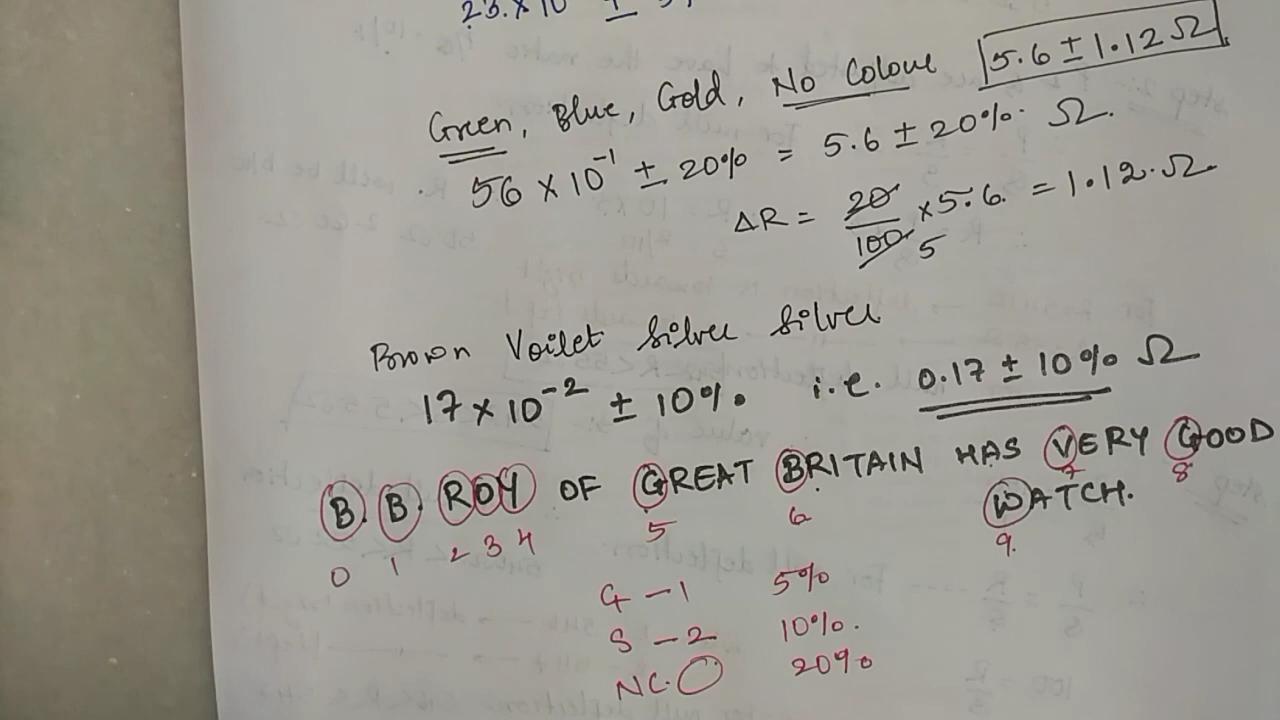 23.×10 ±
Green, Blue, Gold, No Colour 5.6 ± 1.12 Ω
56 × 10⁻¹ ± 20% = 5.6 ± 20% Ω.
ΔR = 20/100 × 5.6 = 1.12 Ω
5
Brown Voilet Silver Silver
17 × 10⁻² ± 10%. i.e. 0.17 ± 10% Ω
B. B. ROY OF GREAT BRITAIN HAS VERY GOOD
WATCH.
0 1 2 3 4 5 6 7 8
9.
G - 1 5%
S - 2 10%.
NC. 20%